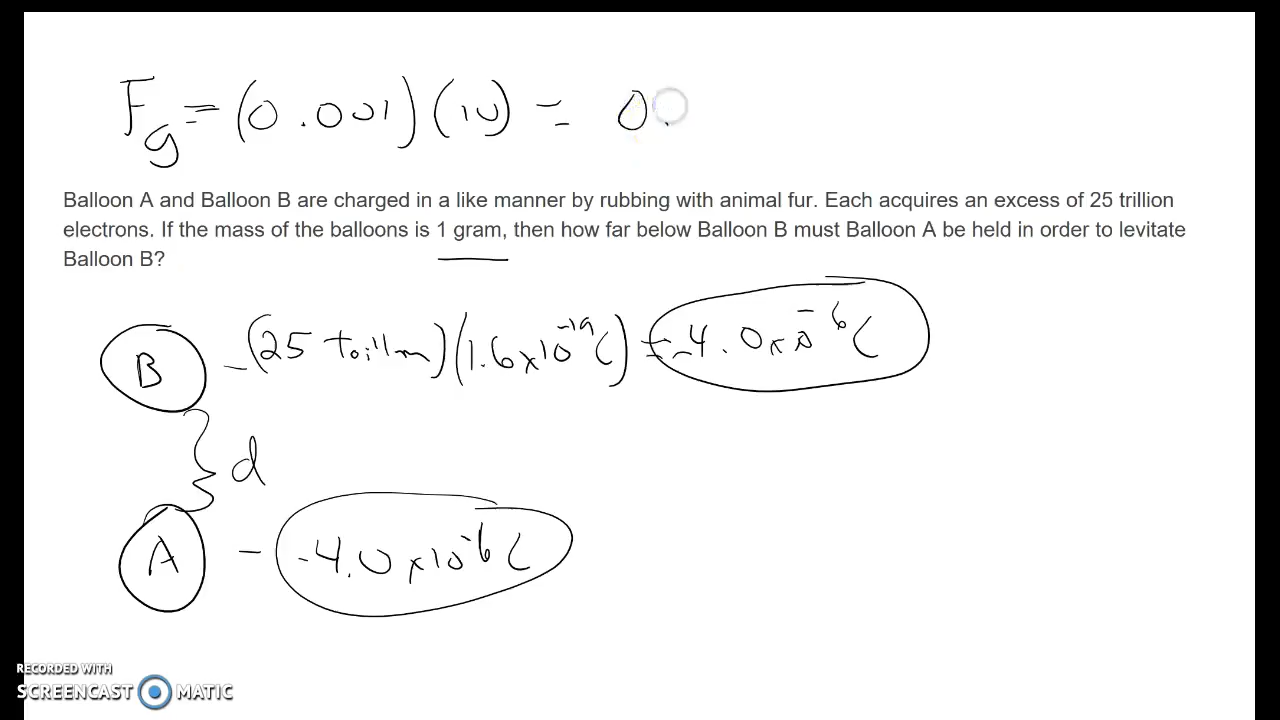 Fg = (0.001)(10) = 0.
Balloon A and Balloon B are charged in a like manner by rubbing with animal fur. Each acquires an excess of 25 trillion
electrons. If the mass of the balloons is 1 gram, then how far below Balloon B must Balloon A be held in order to levitate
Balloon B?
B -(25 trillion)(1.6x10⁻¹⁹C) = -4.0x10⁻⁶C
d
A - -4.0x10⁻⁶C
RECORDED WITH
SCREENCAST MATIC